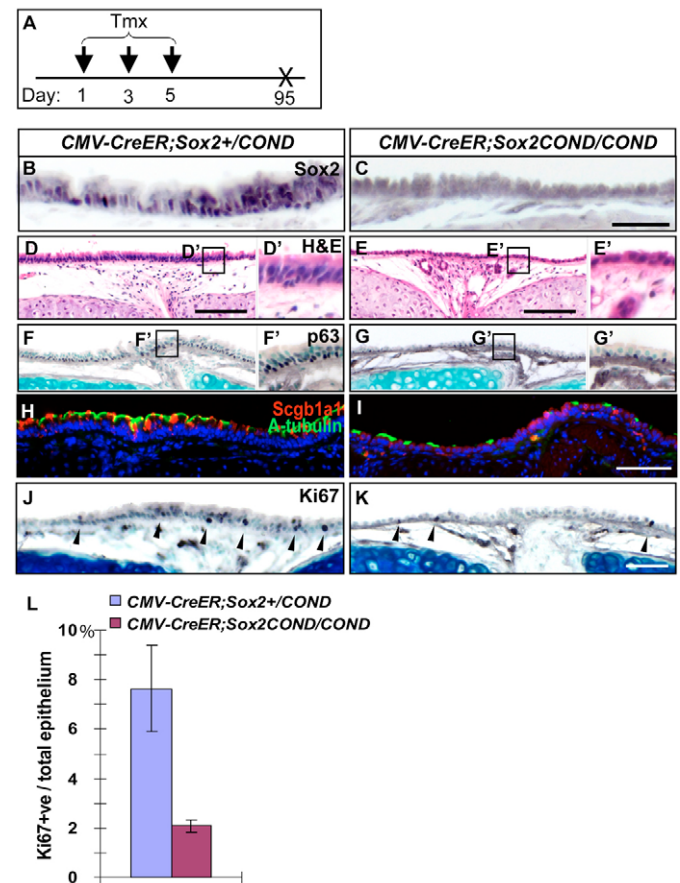 A
Tmx
Day: 1 3 5 95
CMV-CreER;Sox2+/COND CMV-CreER;Sox2COND/COND
B Sox2 C
D D' D' H&E E E' E'
F F' F' p63 G G' G'
H Scgb1a1 I
A-tubulin
J Ki67 K
L CMV-CreER;Sox2+/COND
CMV-CreER;Sox2COND/COND
10%
8
6
4
2
0
Ki67+ve / total epithelium